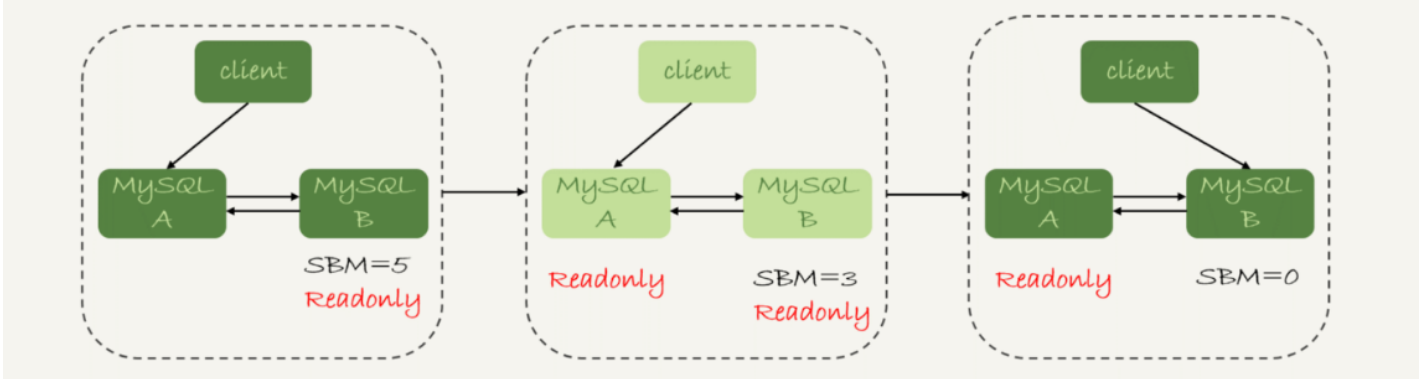 client
MySQL
A
MySQL
B
SBM=5
Readonly
client
MySQL
A
MySQL
B
Readonly
SBM=3
Readonly
client
MySQL
A
MySQL
B
Readonly
SBM=0